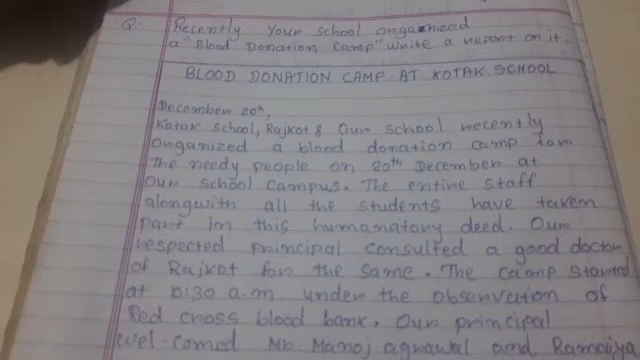 Q. Recently Your school organized
a "Blood Donation Camp" Write a report on it.
BLOOD DONATION CAMP AT KOTAK SCHOOL
December 20th,
Kotak School, Rajkot : Our School recently
organized a blood donation camp for
the needy people on 20th December at
our school campus. The entire staff
alongwith all the students have taken
part in this humanatory deed. Our
respected principal consulted a good doctor
of Rajkot for the same. The camp started
at 10:30 a.m. under the observation of
Red cross blood bank. Our principal
wel-comed Mr. Manoj agrawal and Ramaiya